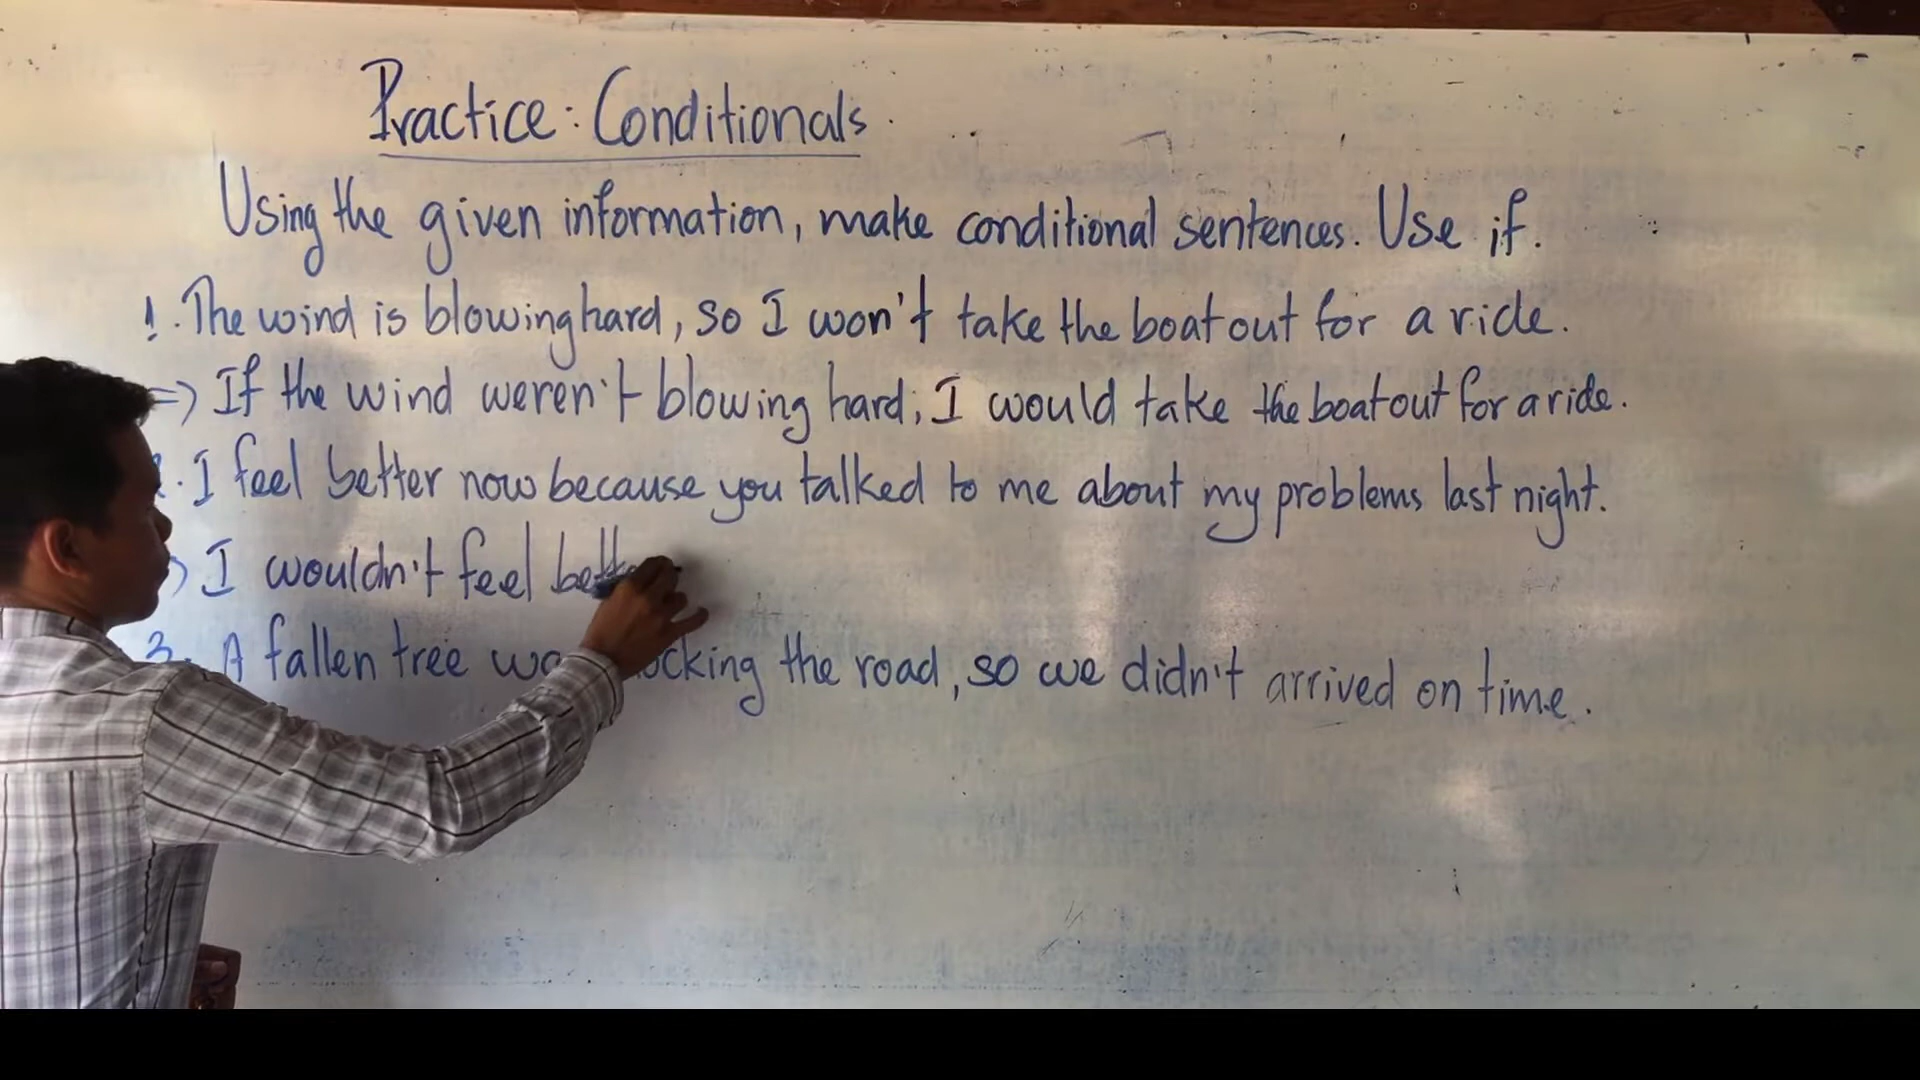 Practice: Conditionals.
Using the given information, make conditional sentences. Use if.
1. The wind is blowing hard, so I won't take the boat out for a ride.
=> If the wind weren't blowing hard, I would take the boat out for a ride.
. I feel better now because you talked to me about my problems last night.
I wouldn't feel
3. A fallen tree the road, so we didn't arrived on time.